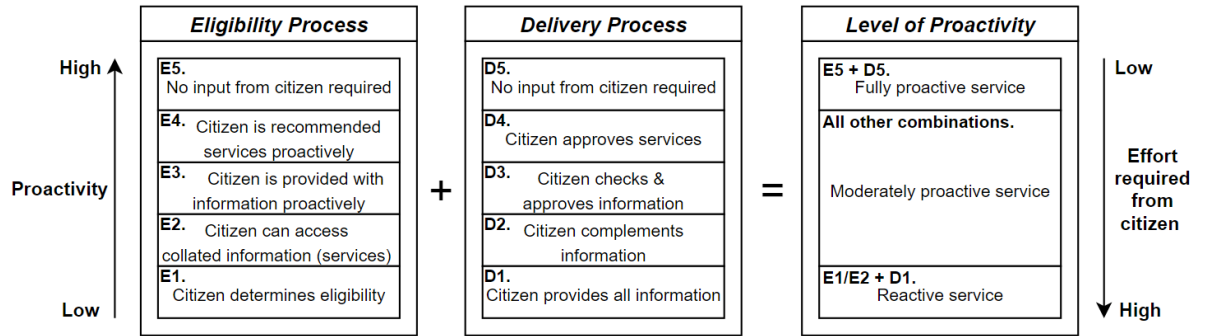 Eligibility Process
Delivery Process
Level of Proactivity
High
Proactivity
Low
E5.
No input from citizen required
E4.
Citizen is recommended
services proactively
E3.
Citizen is provided with
information proactively
E2.
Citizen can access
collated information (services)
E1.
Citizen determines eligibility
+
D5.
No input from citizen required
D4.
Citizen approves services
D3.
Citizen checks &
approves information
D2.
Citizen complements
information
D1.
Citizen provides all information
=
E5 + D5.
Fully proactive service
All other combinations.
Moderately proactive service
E1/E2 + D1.
Reactive service
Low
Effort
required
from
citizen
High